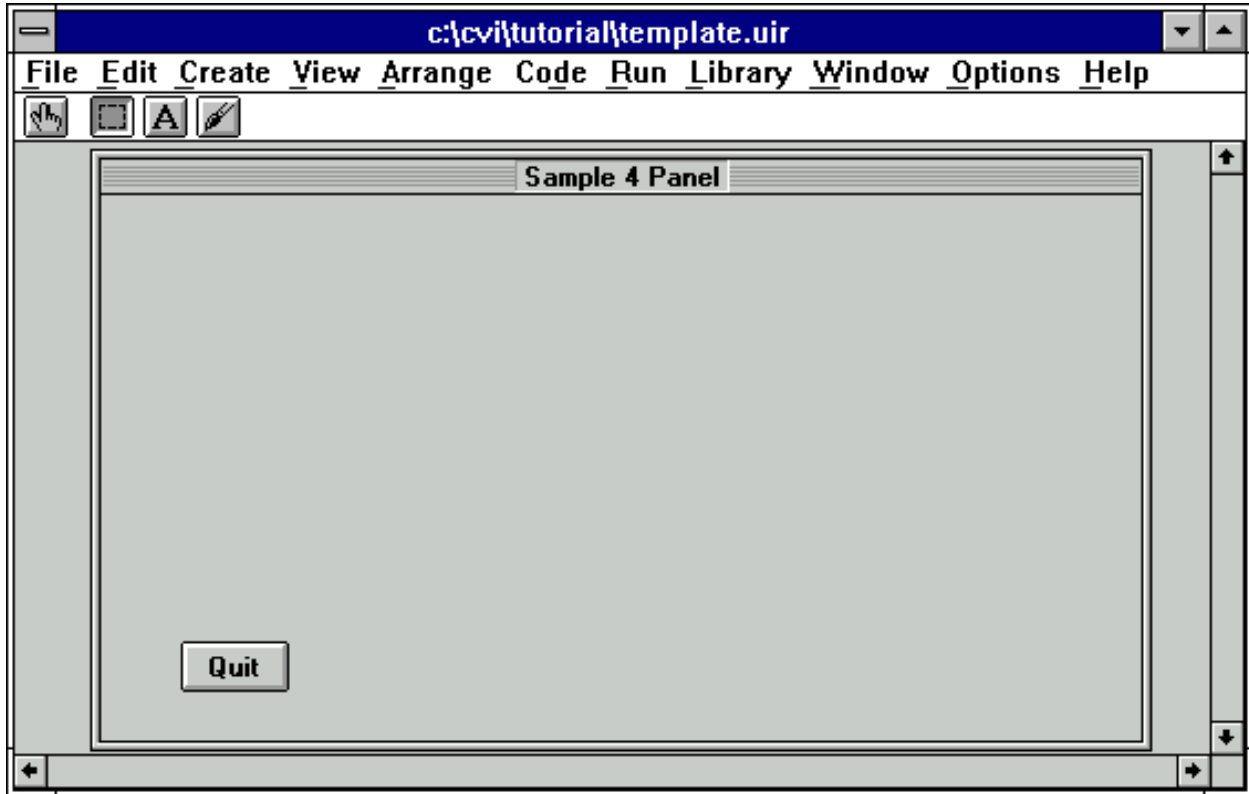 c:\cvi\tutorial\template.uir
File Edit Create View Arrange Code Run Library Window Options Help
A
Sample 4 Panel
Quit